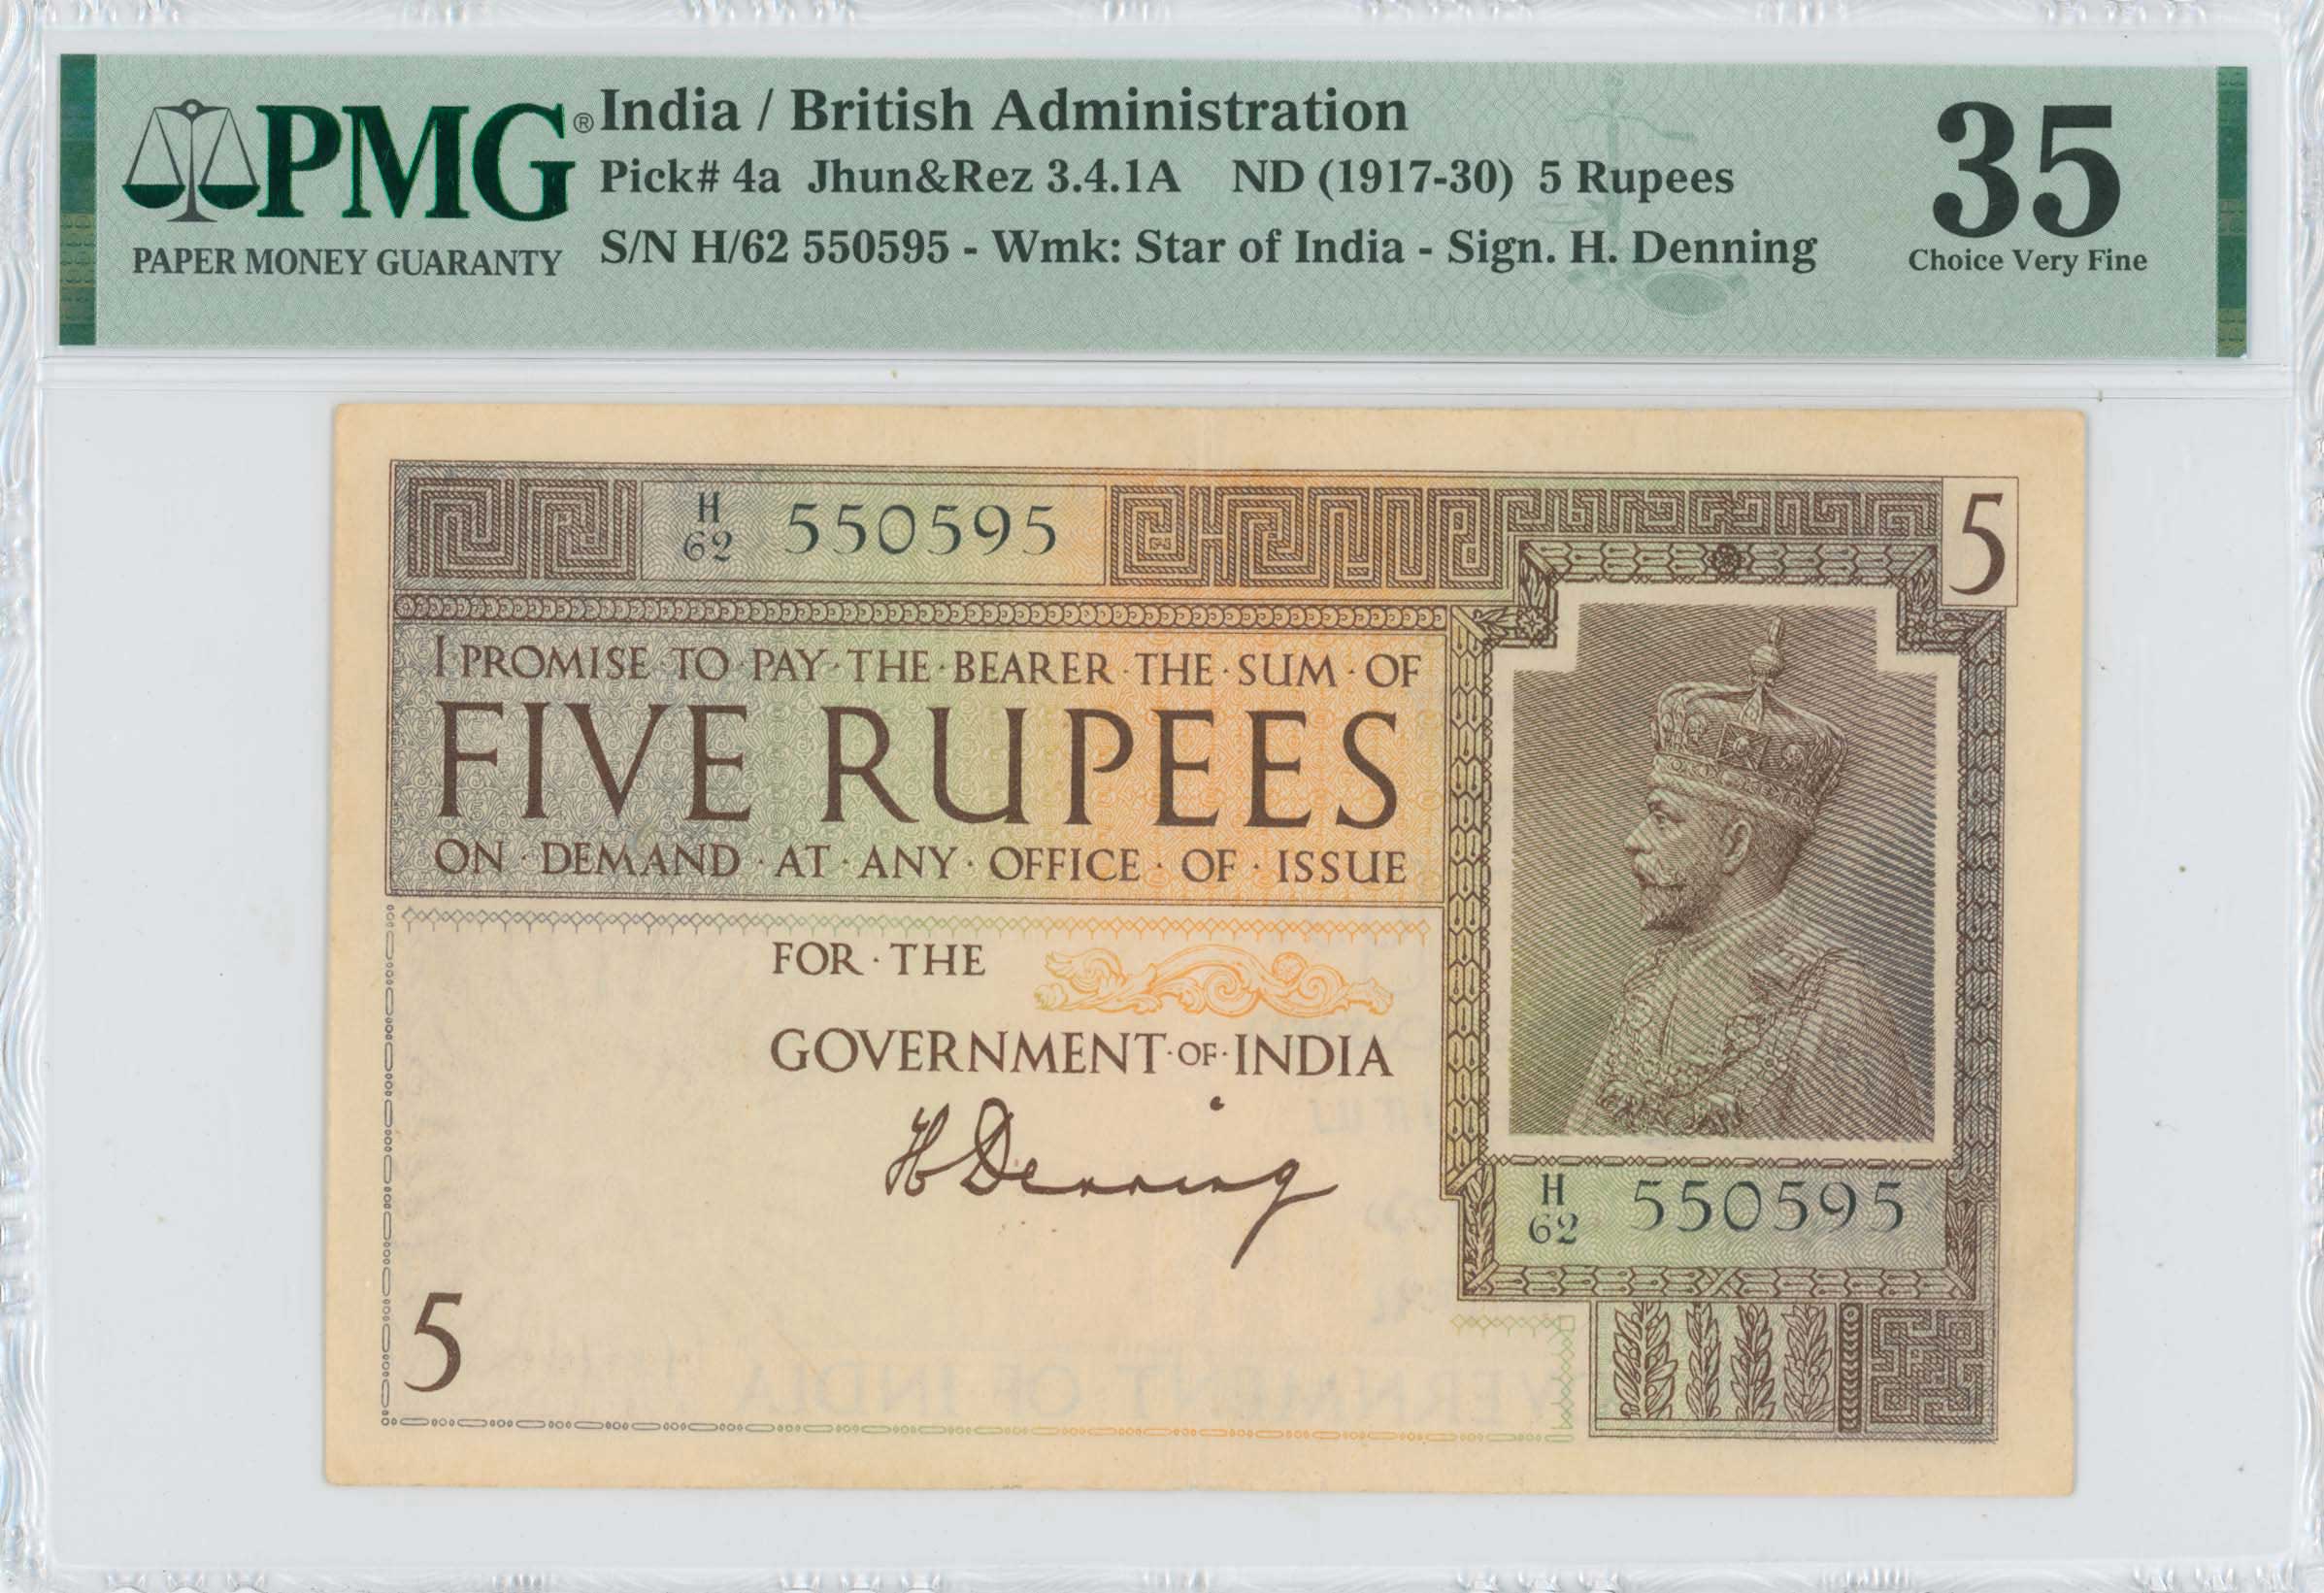 PMG®
PAPER MONEY GUARANTY
India / British Administration
Pick# 4a Jhun&Rez 3.4.1A ND (1917-30) 5 Rupees
S/N H/62 550595 - Wmk: Star of India - Sign. H. Denning
35
Choice Very Fine
H
62 550595
5
I PROMISE · TO · PAY · THE · BEARER · THE · SUM · OF
FIVE RUPEES
ON · DEMAND · AT · ANY · OFFICE · OF · ISSUE
FOR · THE
GOVERNMENT · OF · INDIA
H Denning
H
62 550595
5